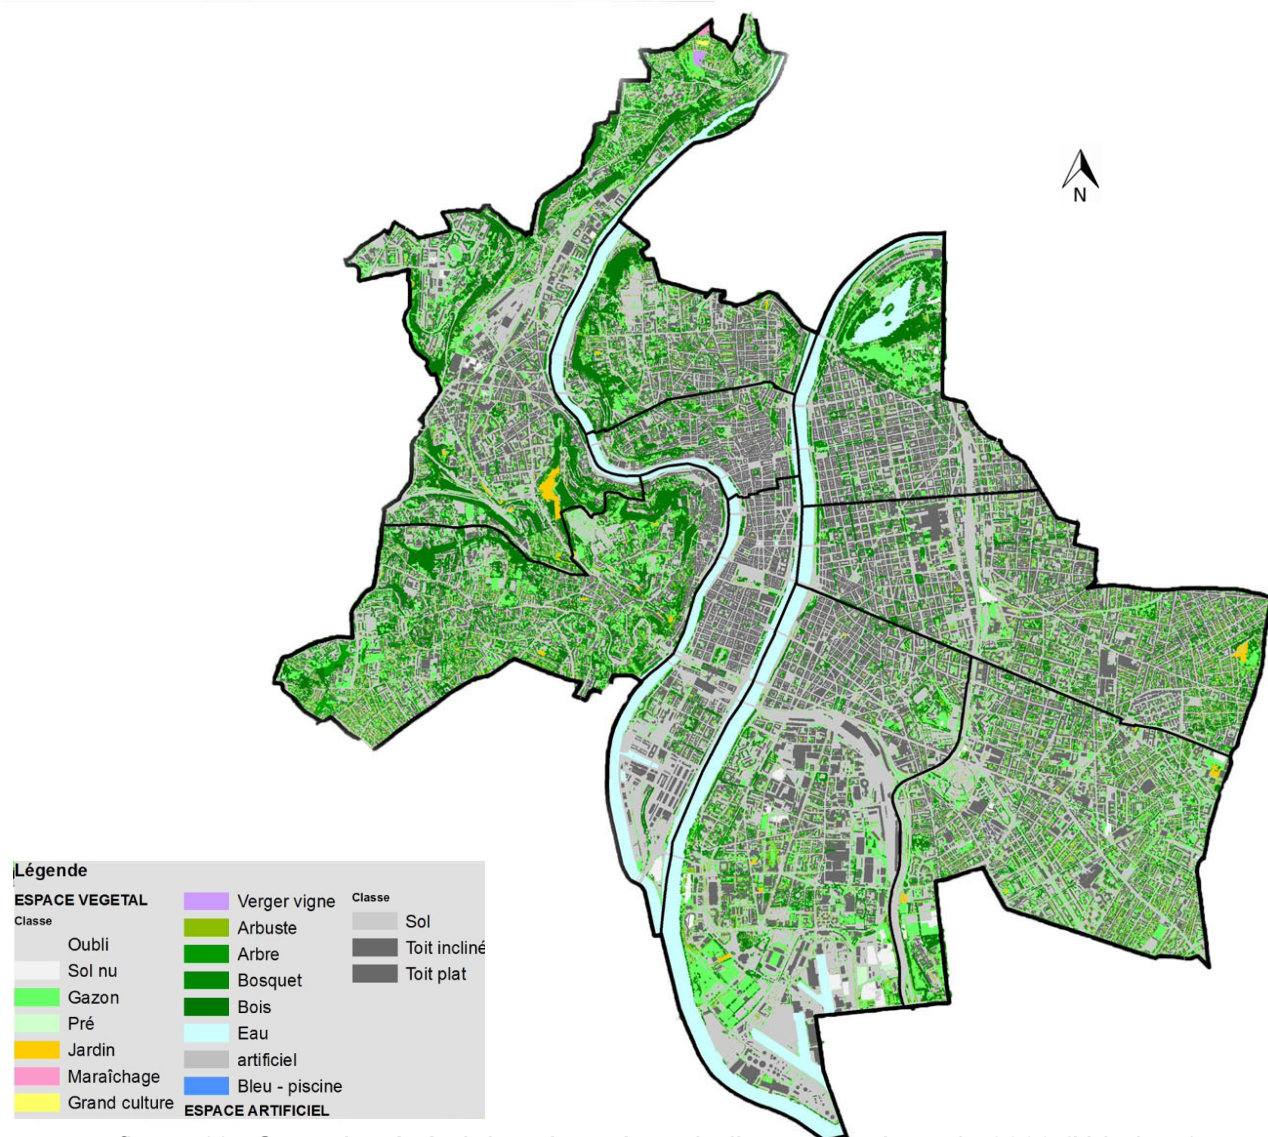 N
Légende
ESPACE VEGETAL
Classe
Oubli
Sol nu
Gazon
Pré
Jardin
Maraîchage
Grand culture
Verger vigne
Arbuste
Arbre
Bosquet
Bois
Eau
artificiel
Bleu - piscine
ESPACE ARTIFICIEL
Classe
Sol
Toit incliné
Toit plat